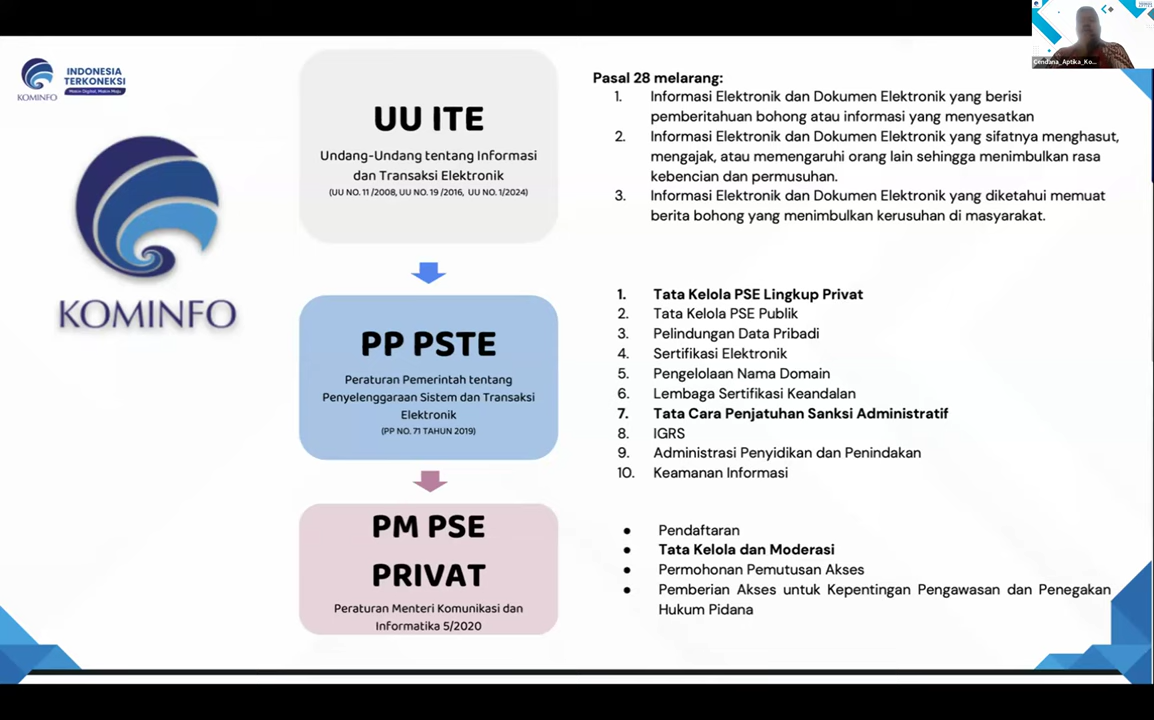 KOMINFO
INDONESIA
TERKONEKSI
Makin Digital, Makin Maju
KOMINFO
UU ITE
Undang-Undang tentang Informasi
dan Transaksi Elektronik
(UU NO. 11 /2008, UU NO. 19 /2016, UU NO. 1/2024)
Pasal 28 melarang:
1. Informasi Elektronik dan Dokumen Elektronik yang berisi
pemberitahuan bohong atau informasi yang menyesatkan
2. Informasi Elektronik dan Dokumen Elektronik yang sifatnya menghasut,
mengajak, atau memengaruhi orang lain sehingga menimbulkan rasa
kebencian dan permusuhan.
3. Informasi Elektronik dan Dokumen Elektronik yang diketahui memuat
berita bohong yang menimbulkan kerusuhan di masyarakat.
PP PSTE
Peraturan Pemerintah tentang
Penyelenggaraan Sistem dan Transaksi
Elektronik
(PP NO. 71 TAHUN 2019)
1. Tata Kelola PSE Lingkup Privat
2. Tata Kelola PSE Publik
3. Pelindungan Data Pribadi
4. Sertifikasi Elektronik
5. Pengelolaan Nama Domain
6. Lembaga Sertifikasi Keandalan
7. Tata Cara Penjatuhan Sanksi Administratif
8. IGRS
9. Administrasi Penyidikan dan Penindakan
10. Keamanan Informasi
PM PSE
PRIVAT
Peraturan Menteri Komunikasi dan
Informatika 5/2020
● Pendaftaran
● Tata Kelola dan Moderasi
● Permohonan Pemutusan Akses
● Pemberian Akses untuk Kepentingan Pengawasan dan Penegakan
Hukum Pidana
Cendana_Aptika_Ko...